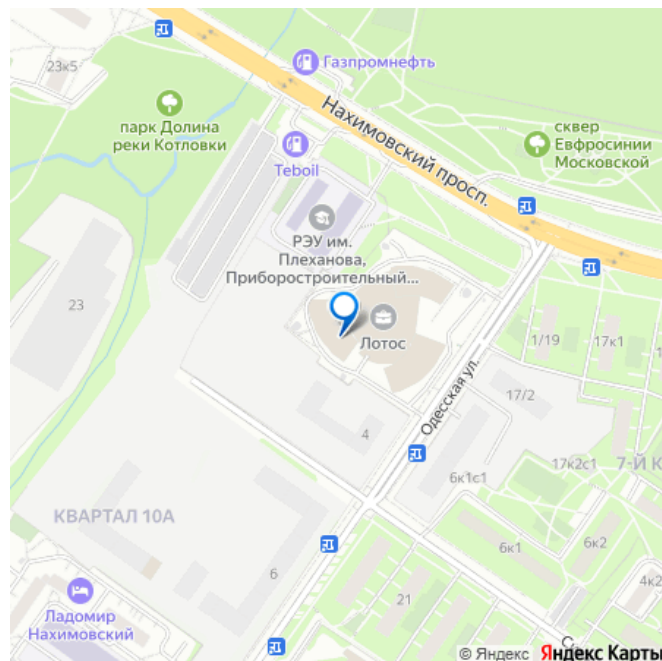 23к5
Газпромнефть
парк Долина
реки Котловки
Нахимовский просп.
сквер
Евфросинии
Московской
Teboil
РЭУ им.
Плеханова,
Приборостроительный...
23
Лотос
1/19
17к1
Одесская ул.
17/2
4
17к2с1
7-Й К
6к1с1
КВАРТАЛ 10А
6к1
6к2
4к2
6
21
Ладомир
Нахимовский
С
© Яндекс Яндекс Карты